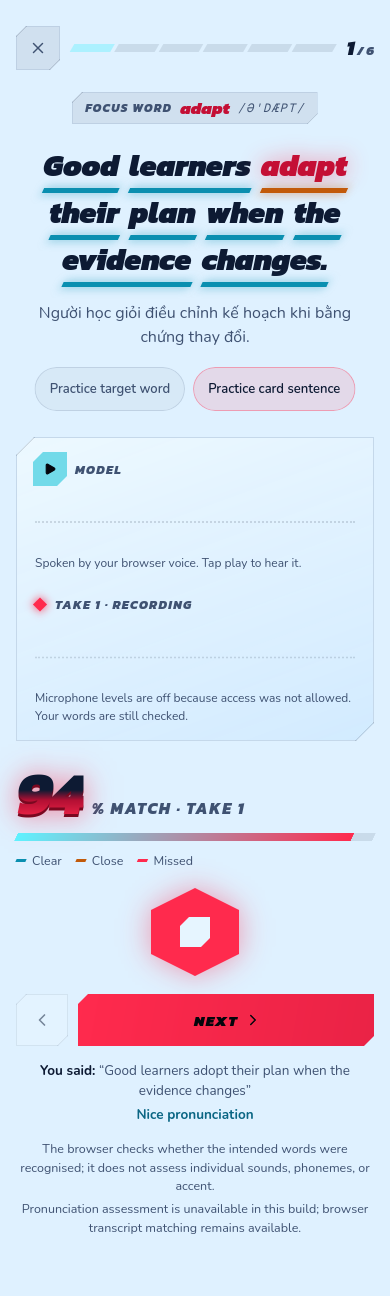 1 / 6
FOCUS WORD adapt /ə'dæpt/
Good learners adapt
their plan when the
evidence changes.
Người học giỏi điều chỉnh kế hoạch khi bằng
chứng thay đổi.
Practice target word Practice card sentence
MODEL
Spoken by your browser voice. Tap play to hear it.
TAKE 1 · RECORDING
Microphone levels are off because access was not allowed.
Your words are still checked.
94 % MATCH · TAKE 1
Clear Close Missed
NEXT
You said: “Good learners adopt their plan when the
evidence changes”
Nice pronunciation
The browser checks whether the intended words were
recognised; it does not assess individual sounds, phonemes, or
accent.
Pronunciation assessment is unavailable in this build; browser
transcript matching remains available.